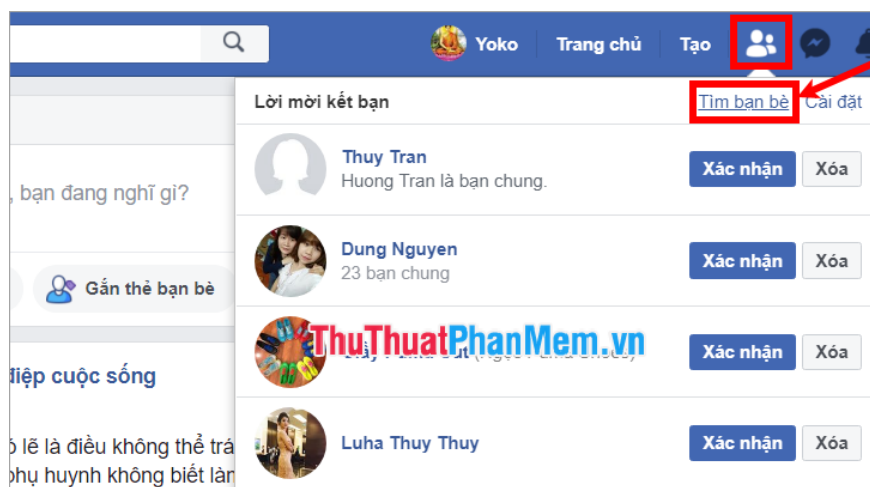 Yoko Trang chủ Tạo
Lời mời kết bạn Tìm bạn bè Cài đặt
Thuy Tran
Huong Tran là bạn chung.
Xác nhận Xóa
, bạn đang nghĩ gì?
Dung Nguyen
23 bạn chung
Xác nhận Xóa
Gắn thẻ bạn bè
ThuThuatPhanMem.vn
Xác nhận Xóa
điệp cuộc sống
Luha Thuy Thuy
Xác nhận Xóa
ó lẽ là điều không thể trá
phụ huynh không biết làn